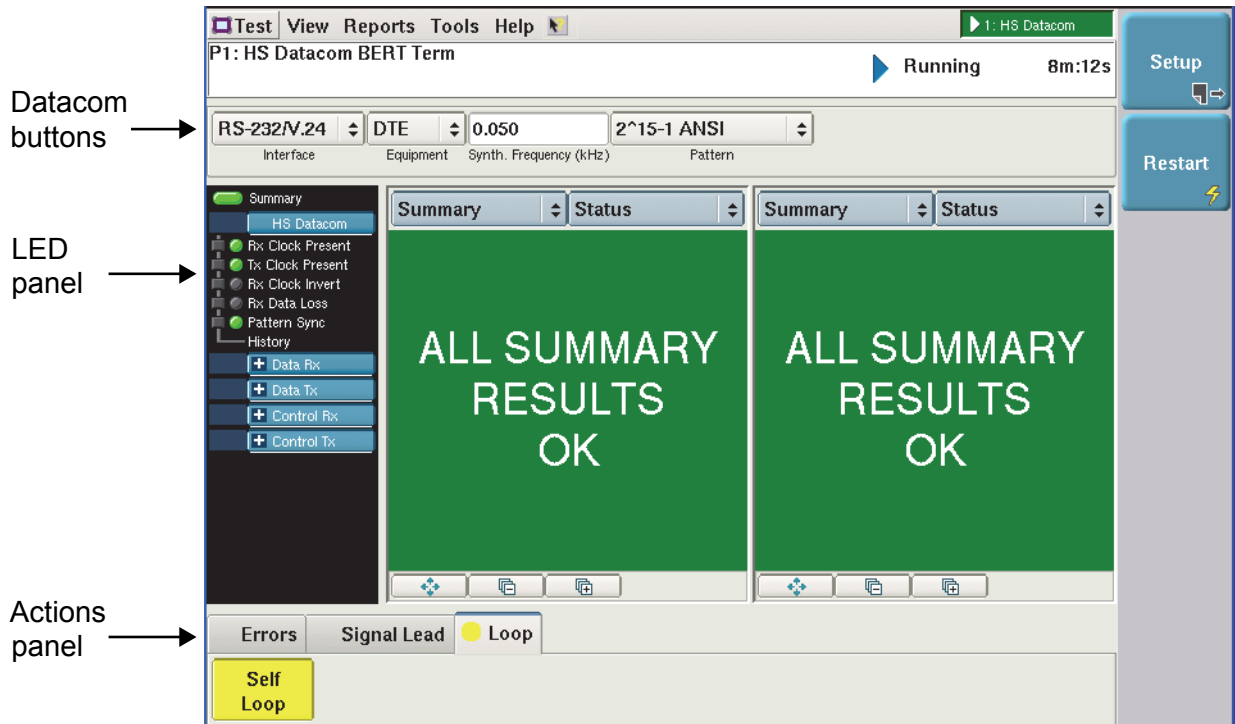 Test View Reports Tools Help
1: HS Datacom
P1: HS Datacom BERT Term
Running 8m:12s
Setup
Restart
Datacom
buttons
RS-232/V.24 DTE 0.050 2^15-1 ANSI
Interface Equipment Synth. Frequency (kHz) Pattern
LED
panel
Summary
HS Datacom
Rx Clock Present
Tx Clock Present
Rx Clock Invert
Rx Data Loss
Pattern Sync
History
Data Rx
Data Tx
Control Rx
Control Tx
Summary Status
ALL SUMMARY
RESULTS
OK
Summary Status
ALL SUMMARY
RESULTS
OK
Actions
panel
Errors Signal Lead Loop
Self
Loop